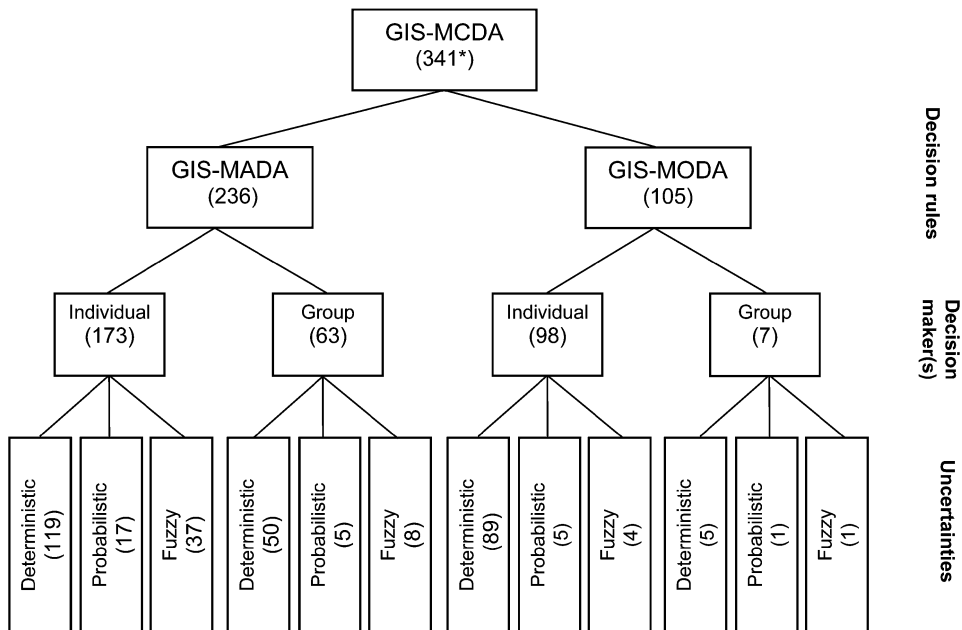 GIS-MCDA
(341*)
GIS-MADA
(236)
GIS-MODA
(105)
Decision rules
Individual
(173)
Group
(63)
Individual
(98)
Group
(7)
Decision
maker(s)
Deterministic
(119)
Probabilistic
(17)
Fuzzy
(37)
Deterministic
(50)
Probabilistic
(5)
Fuzzy
(8)
Deterministic
(89)
Probabilistic
(5)
Fuzzy
(4)
Deterministic
(5)
Probabilistic
(1)
Fuzzy
(1)
Uncertainties